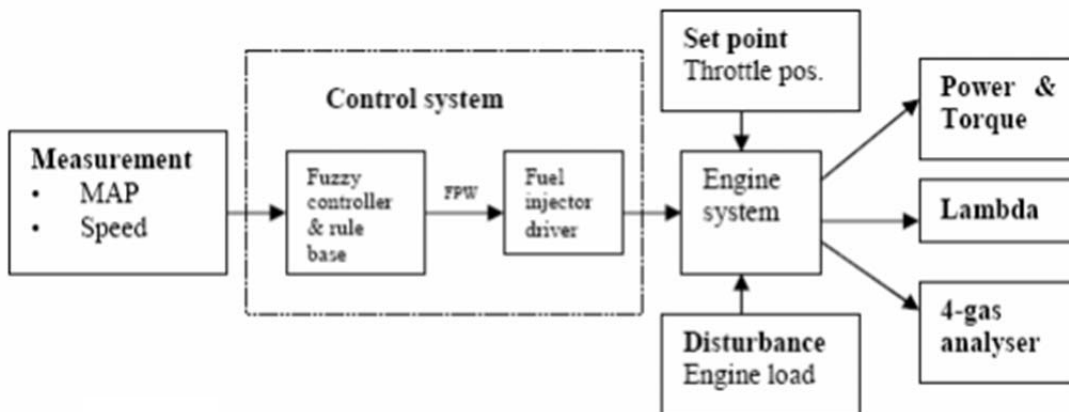 Set point
Throttle pos.
Control system
Power &
Torque
Measurement
• MAP
• Speed
Fuzzy
controller
& rule
base
FPW
Fuel
injector
driver
Engine
system
Lambda
4-gas
analyser
Disturbance
Engine load